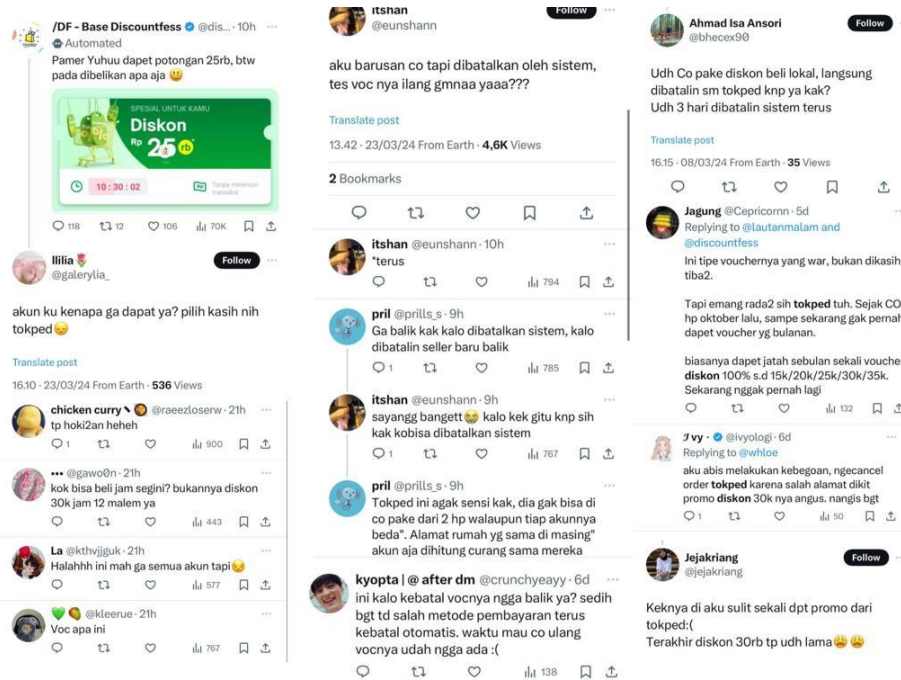 /DF - Base Discountfess @dis... · 10h
Automated
Pamer Yuhuu dapet potongan 25rb, btw
pada dibelikan apa aja
SPESIAL UNTUK KAMU
Diskon
Rp 25 rb
10 : 30 : 02
Tanpa minimum
transaksi
118 12 106 70K
llilia
@galerylia_
Follow
akun ku kenapa ga dapat ya? pilih kasih nih
tokped
Translate post
16.10 · 23/03/24 From Earth · 536 Views
chicken curry @raeezloserw · 21h
tp hoki2an heheh
1 900
••• @gawo0n · 21h
kok bisa beli jam segini? bukannya diskon
30k jam 12 malem ya
443
La @kthvjjguk · 21h
Halahhh ini mah ga semua akun tapi
577
@kleerue · 21h
Voc apa ini
767
itshan
@eunshann
Follow
aku barusan co tapi dibatalkan oleh sistem,
tes voc nya ilang gmnaa yaaa???
Translate post
13.42 · 23/03/24 From Earth · 4,6K Views
2 Bookmarks
itshan @eunshann · 10h
*terus
794
pril @prills_s · 9h
Ga balik kak kalo dibatalkan sistem, kalo
dibatalin seller baru balik
1 785
itshan @eunshann · 9h
sayangg bangett kalo kek gitu knp sih
kak kobisa dibatalkan sistem
1 767
pril @prills_s · 9h
Tokped ini agak sensi kak, dia gak bisa di
co pake dari 2 hp walaupun tiap akunnya
beda". Alamat rumah yg sama di masing"
akun aja dihitung curang sama mereka
kyopta | @ after dm @crunchyeayy · 6d
ini kalo kebatal vocnya ngga balik ya? sedih
bgt td salah metode pembayaran terus
kebatal otomatis. waktu mau co ulang
vocnya udah ngga ada :(
138
Ahmad Isa Ansori
@bhecex90
Follow
Udh Co pake diskon beli lokal, langsung
dibatalin sm tokped knp ya kak?
Udh 3 hari dibatalin sistem terus
Translate post
16.15 · 08/03/24 From Earth · 35 Views
Jagung @Cepricornn · 5d
Replying to @lautanmalam and
@discountfess
Ini tipe vouchernya yang war, bukan dikasih
tiba2.
Tapi emang rada2 sih tokped tuh. Sejak CO
hp oktober lalu, sampe sekarang gak pernah
dapet voucher yg bulanan.
biasanya dapet jatah sebulan sekali vouche
diskon 100% s.d 15k/20k/25k/30k/35k.
Sekarang nggak pernah lagi
132
ivy · @ivyologi · 6d
Replying to @whloe
aku abis melakukan kebegoan, ngecancel
order tokped karena salah alamat dikit
promo diskon 30k nya angus. nangis bgt
1 50
Jejakriang
@jejakriang
Follow
Keknya di aku sulit sekali dpt promo dari
tokped:(
Terakhir diskon 30rb tp udh lama